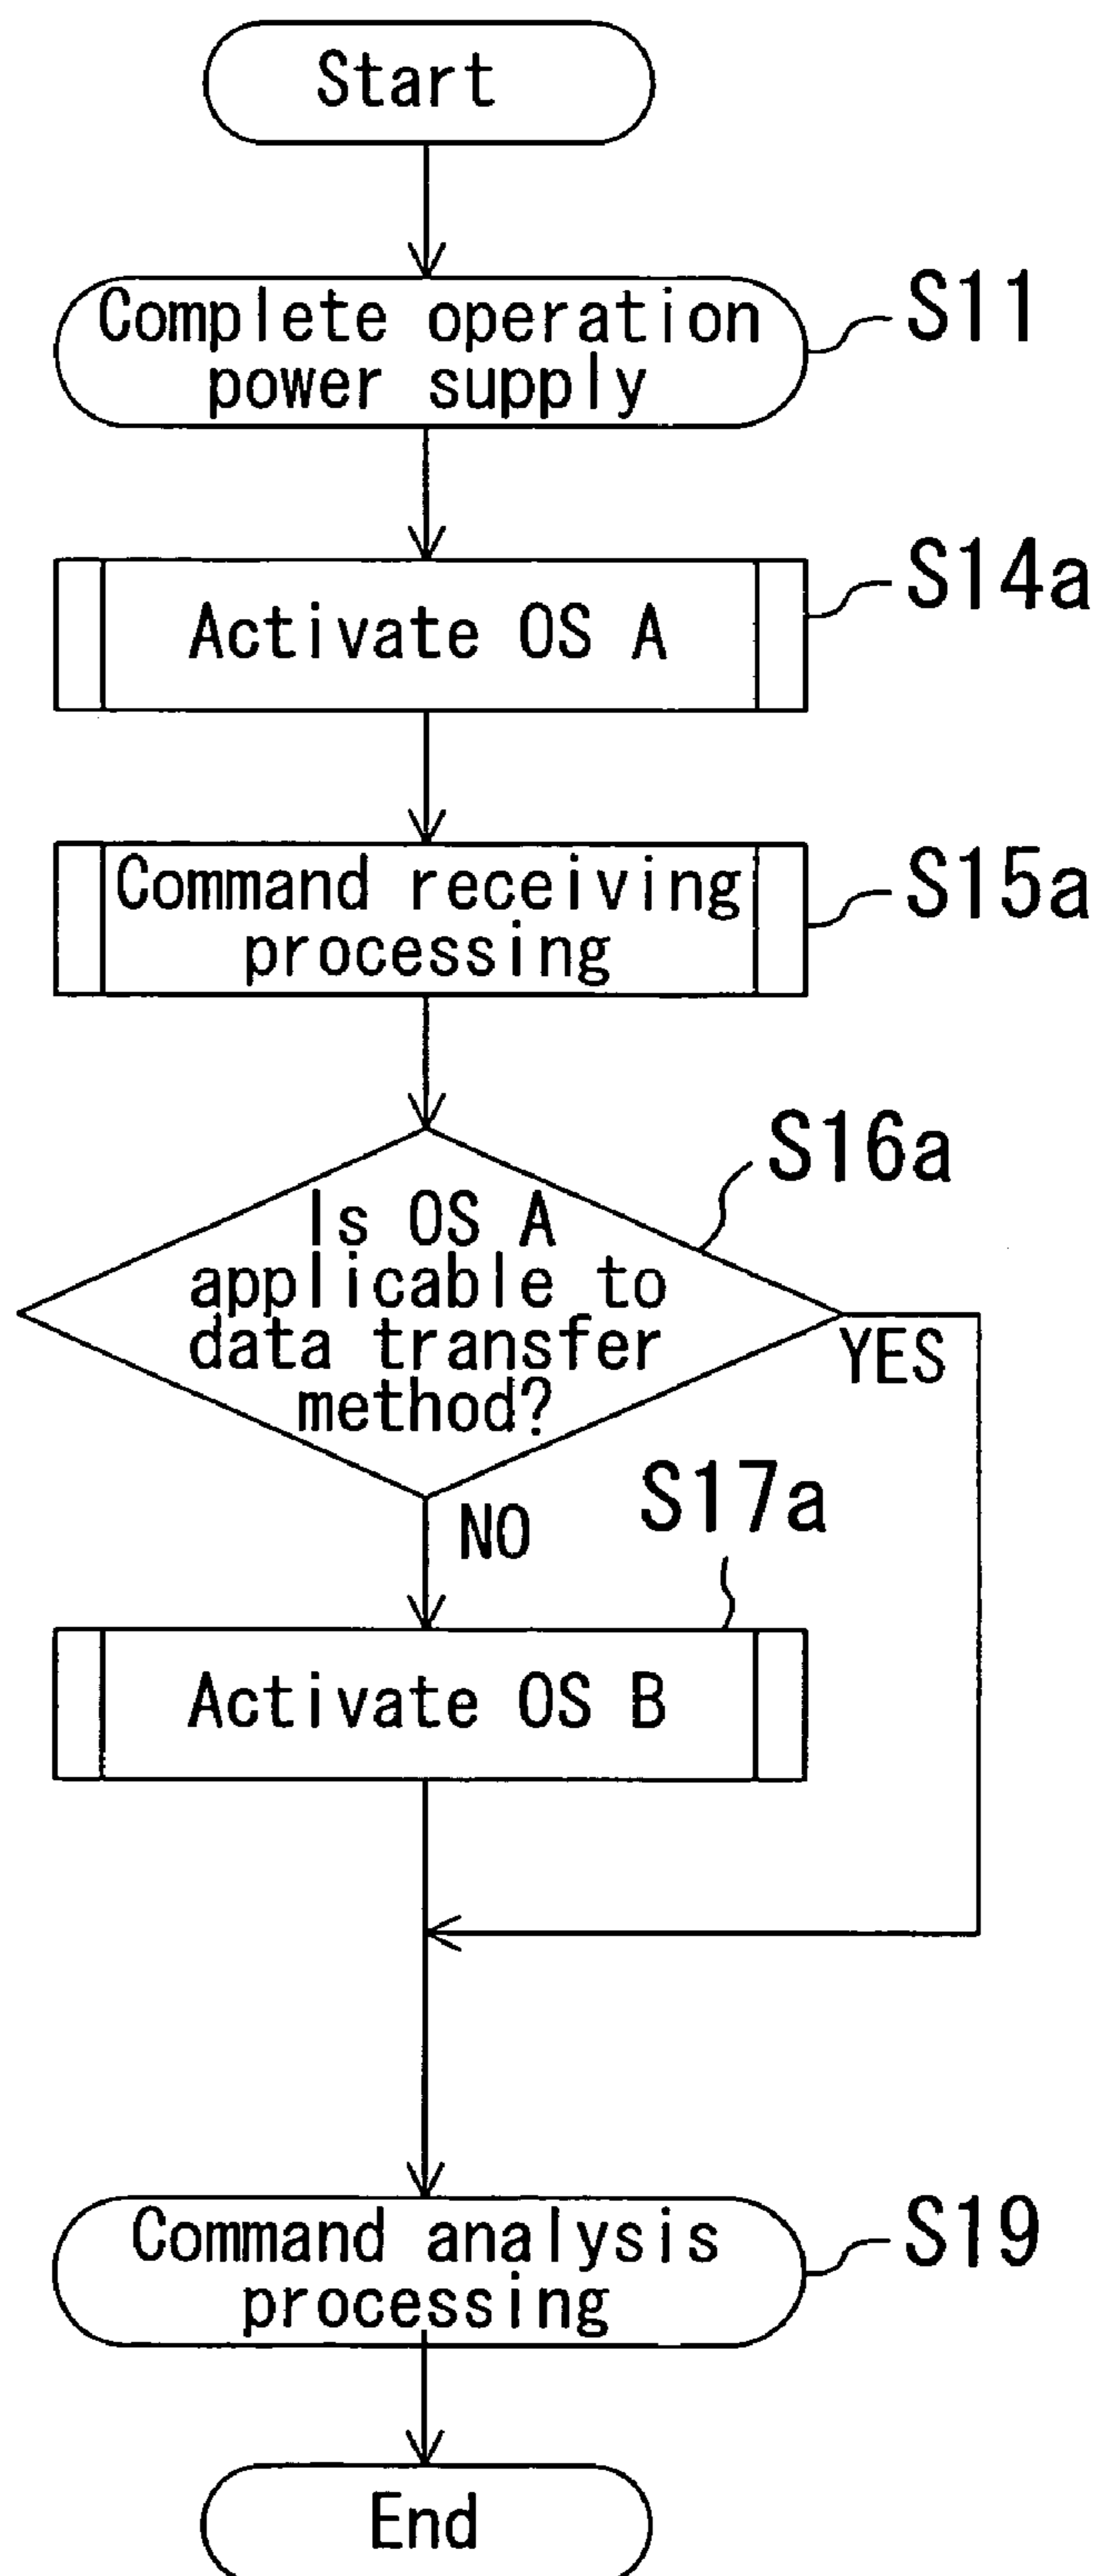 Start
Complete operation
power supply
S11
Activate OS A
S14a
Command receiving
processing
S15a
Is OS A
applicable to
data transfer
method?
S16a
YES
NO
S17a
Activate OS B
Command analysis
processing
S19
End